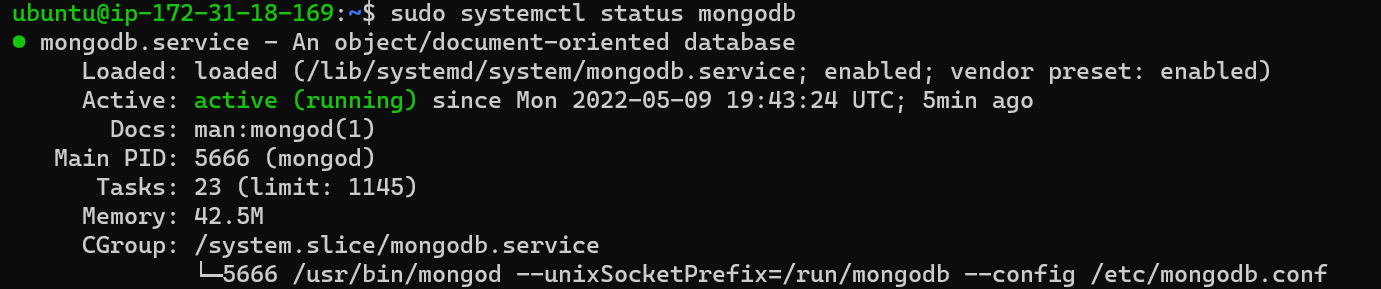 ubuntu@ip-172-31-18-169:~$ sudo systemctl status mongodb
● mongodb.service - An object/document-oriented database
     Loaded: loaded (/lib/systemd/system/mongodb.service; enabled; vendor preset: enabled)
     Active: active (running) since Mon 2022-05-09 19:43:24 UTC; 5min ago
       Docs: man:mongod(1)
   Main PID: 5666 (mongod)
      Tasks: 23 (limit: 1145)
     Memory: 42.5M
     CGroup: /system.slice/mongodb.service
             └─5666 /usr/bin/mongod --unixSocketPrefix=/run/mongodb --config /etc/mongodb.conf